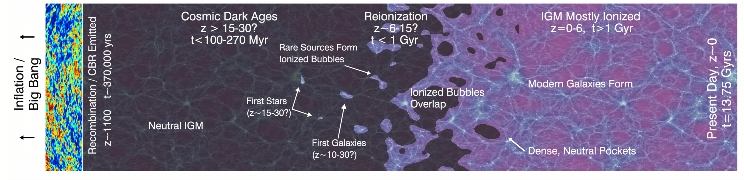 Inflation /
Big Bang
Recombination / CBR Emitted
z~1100 t~370,000 yrs
Cosmic Dark Ages
z > 15-30?
t<100-270 Myr
Neutral IGM
First Stars
(z~15-30?)
Rare Sources Form
Ionized Bubbles
First Galaxies
(z~10-30?)
Reionization
z~6-15?
t< 1 Gyr
Ionized Bubbles
Overlap
IGM Mostly Ionized
z=0-6, t>1 Gyr
Modern Galaxies Form
Dense, Neutral Pockets
Present Day, z~0
t=13.75 Gyrs